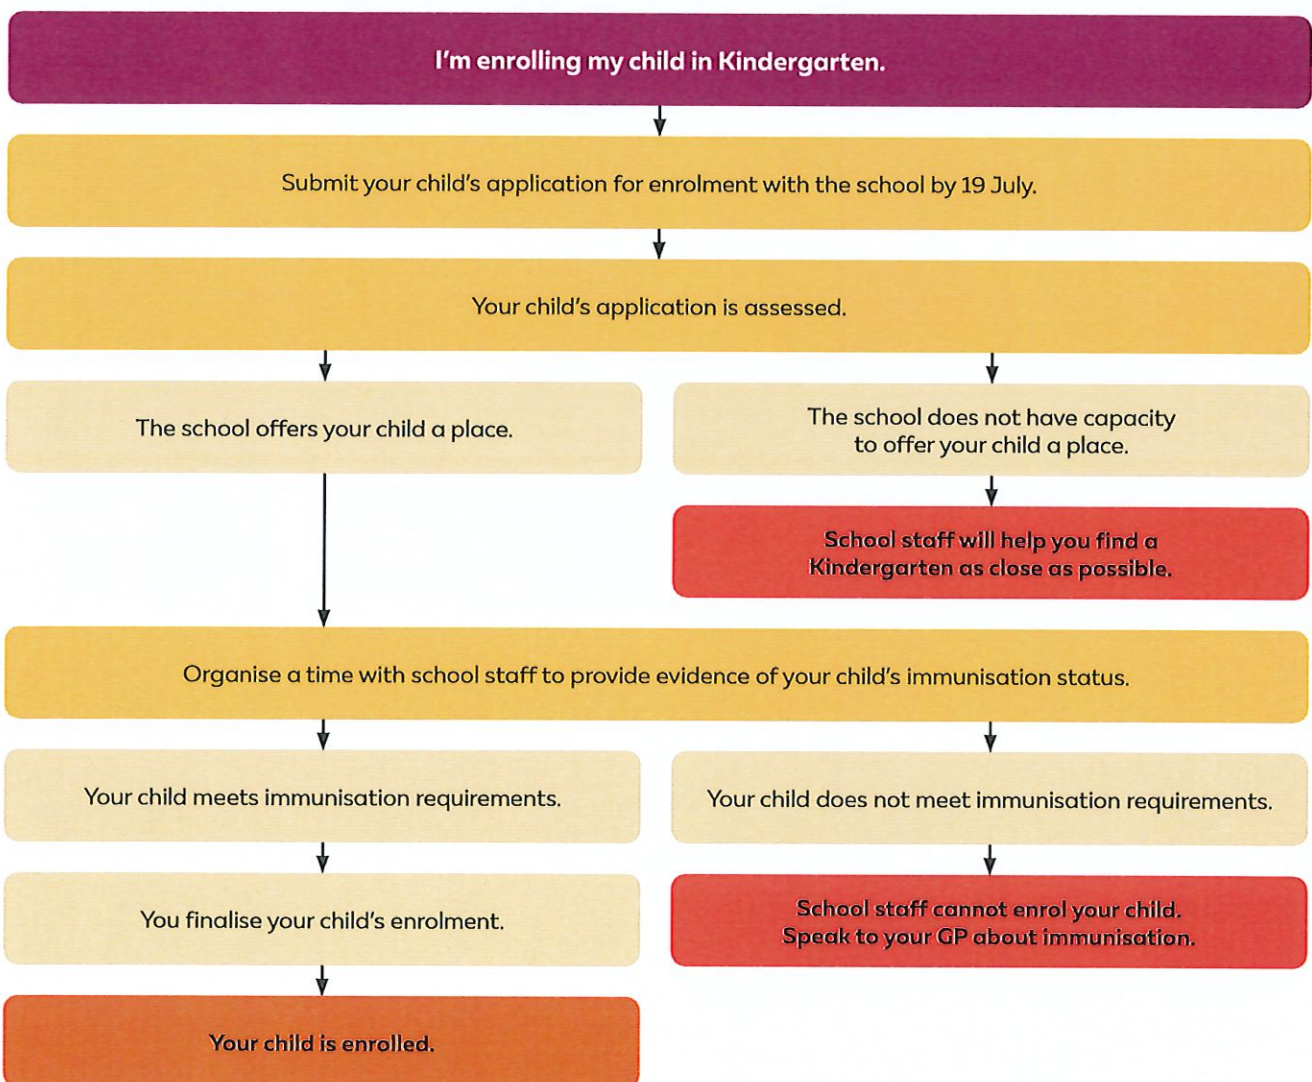 I'm enrolling my child in Kindergarten.
Submit your child's application for enrolment with the school by 19 July.
Your child's application is assessed.
The school offers your child a place.
The school does not have capacity
to offer your child a place.
School staff will help you find a
Kindergarten as close as possible.
Organise a time with school staff to provide evidence of your child's immunisation status.
Your child meets immunisation requirements.
Your child does not meet immunisation requirements.
You finalise your child's enrolment.
School staff cannot enrol your child.
Speak to your GP about immunisation.
Your child is enrolled.